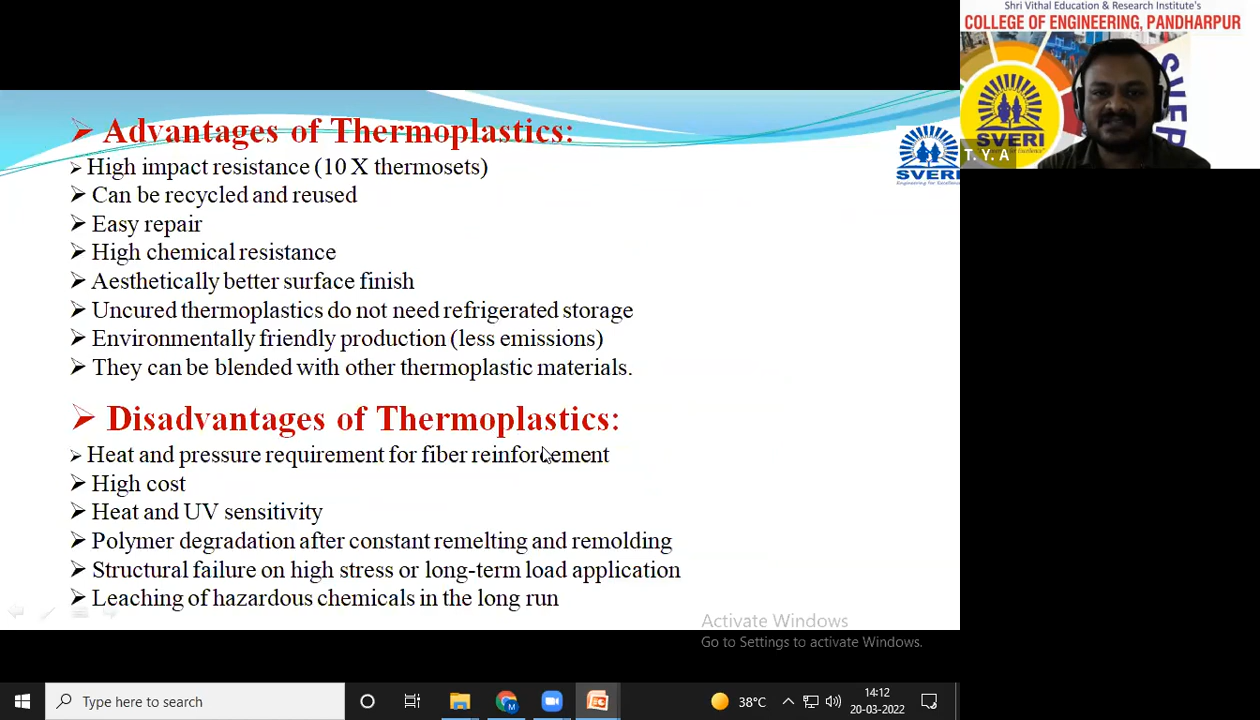 Shri Vithal Education & Research Institute's
COLLEGE OF ENGINEERING, PANDHARPUR
SVERI
T. Y. A
➢ Advantages of Thermoplastics:
➢ High impact resistance (10 X thermosets)
➢ Can be recycled and reused
➢ Easy repair
➢ High chemical resistance
➢ Aesthetically better surface finish
➢ Uncured thermoplastics do not need refrigerated storage
➢ Environmentally friendly production (less emissions)
➢ They can be blended with other thermoplastic materials.
SVERI
Engineering for Excellence
➢ Disadvantages of Thermoplastics:
➢ Heat and pressure requirement for fiber reinforcement
➢ High cost
➢ Heat and UV sensitivity
➢ Polymer degradation after constant remelting and remolding
➢ Structural failure on high stress or long-term load application
➢ Leaching of hazardous chemicals in the long run
Activate Windows
Go to Settings to activate Windows.
Type here to search
38°C
14:12
20-03-2022